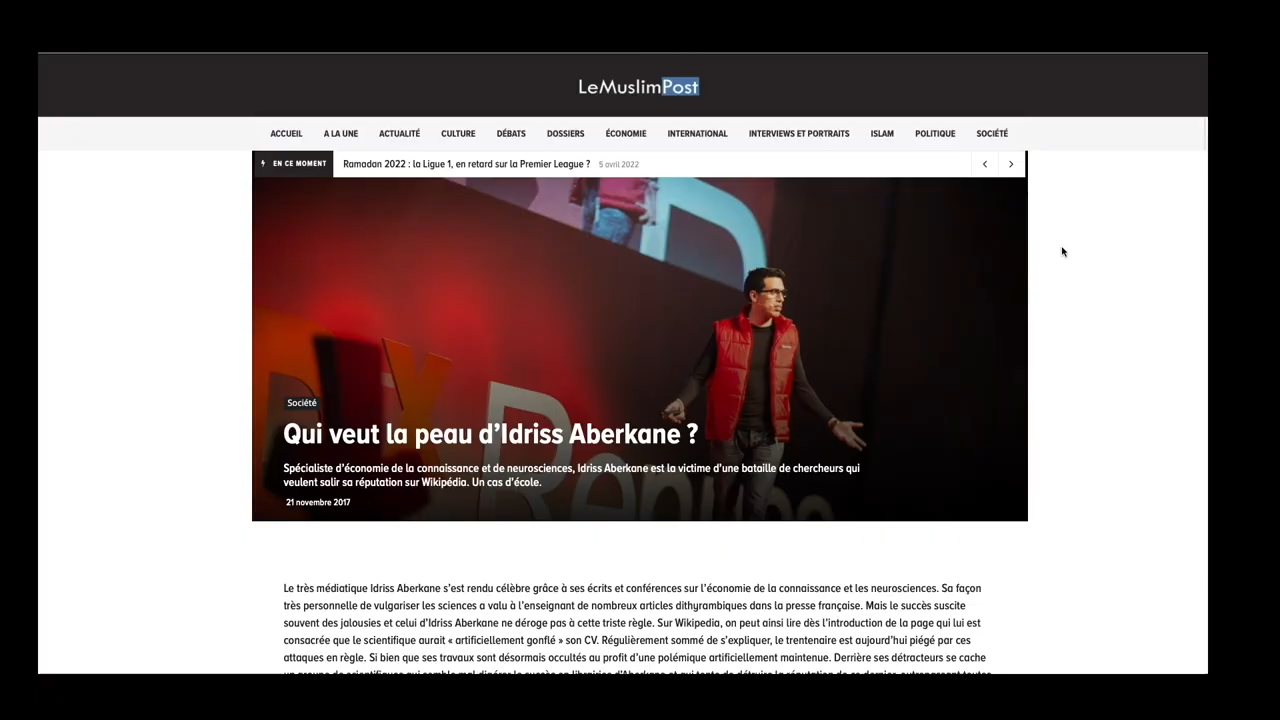 LeMuslimPost
ACCUEIL A LA UNE ACTUALITÉ CULTURE DÉBATS DOSSIERS ÉCONOMIE INTERNATIONAL INTERVIEWS ET PORTRAITS ISLAM POLITIQUE SOCIÉTÉ
EN CE MOMENT Ramadan 2022 : la Ligue 1, en retard sur la Premier League ? 5 avril 2022
Société
Qui veut la peau d'Idriss Aberkane ?
Spécialiste d'économie de la connaissance et de neurosciences, Idriss Aberkane est la victime d'une bataille de chercheurs qui
veulent salir sa réputation sur Wikipédia. Un cas d'école.
21 novembre 2017
Le très médiatique Idriss Aberkane s'est rendu célèbre grâce à ses écrits et conférences sur l'économie de la connaissance et les neurosciences. Sa façon
très personnelle de vulgariser les sciences a valu à l'enseignant de nombreux articles dithyrambiques dans la presse française. Mais le succès suscite
souvent des jalousies et celui d'Idriss Aberkane ne déroge pas à cette triste règle. Sur Wikipedia, on peut ainsi lire dès l'introduction de la page qui lui est
consacrée que le scientifique aurait « artificiellement gonflé » son CV. Régulièrement sommé de s'expliquer, le trentenaire est aujourd'hui piégé par ces
attaques en règle. Si bien que ses travaux sont désormais occultés au profit d'une polémique artificiellement maintenue. Derrière ses détracteurs se cache